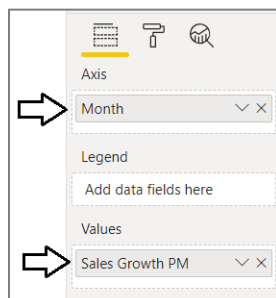 Axis
Month
Legend
Add data fields here
Values
Sales Growth PM